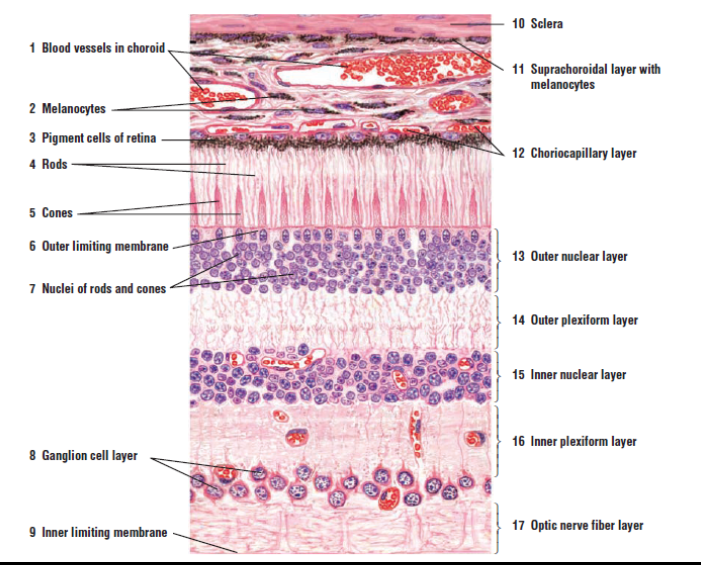 1 Blood vessels in choroid
2 Melanocytes
3 Pigment cells of retina
4 Rods
5 Cones
6 Outer limiting membrane
7 Nuclei of rods and cones
8 Ganglion cell layer
9 Inner limiting membrane
10 Sclera
11 Suprachoroidal layer with
melanocytes
12 Choriocapillary layer
13 Outer nuclear layer
14 Outer plexiform layer
15 Inner nuclear layer
16 Inner plexiform layer
17 Optic nerve fiber layer